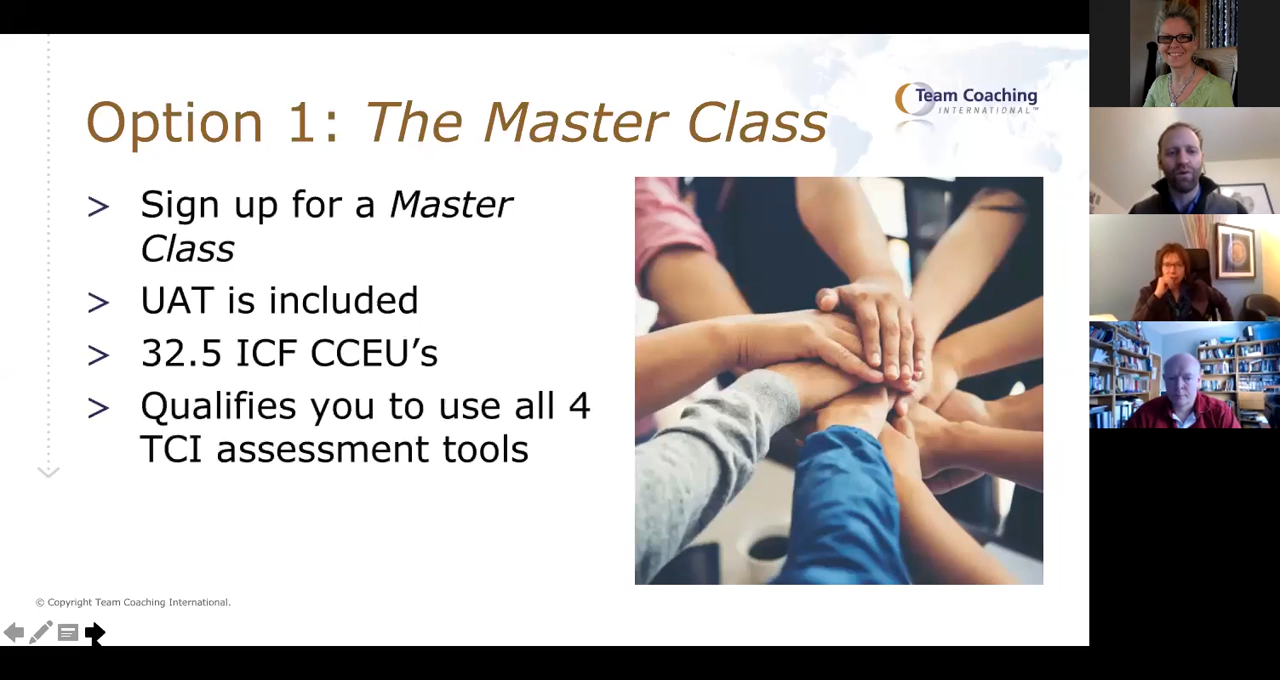 Option 1: The Master Class
Team Coaching
INTERNATIONAL™
> Sign up for a Master
Class
> UAT is included
> 32.5 ICF CCEU’s
> Qualifies you to use all 4
TCI assessment tools
© Copyright Team Coaching International.